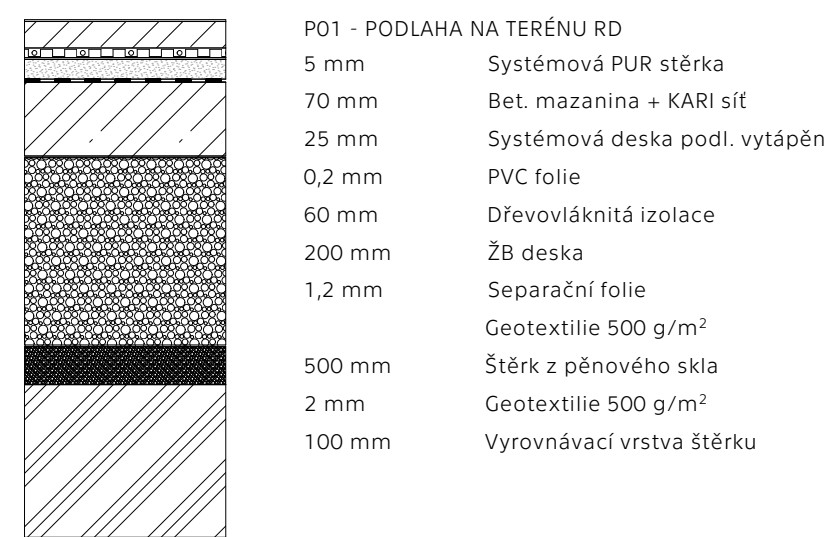 P01 - PODLAHA NA TERÉNU RD
5 mm Systémová PUR stěrka
70 mm Bet. mazanina + KARI síť
25 mm Systémová deska podl. vytápěn
0,2 mm PVC folie
60 mm Dřevovláknitá izolace
200 mm ŽB deska
1,2 mm Separační folie
Geotextilie 500 g/m²
500 mm Štěrk z pěnového skla
2 mm Geotextilie 500 g/m²
100 mm Vyrovnávací vrstva štěrku